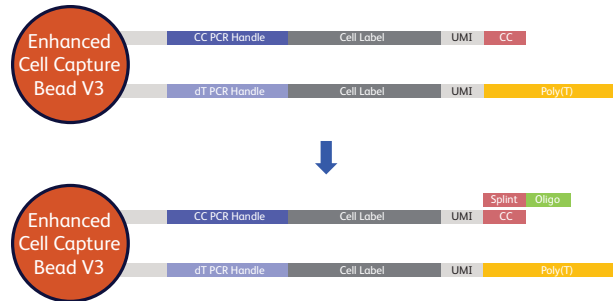 Enhanced
Cell Capture
Bead V3
CC PCR Handle Cell Label UMI CC
dT PCR Handle Cell Label UMI Poly(T)
Splint Oligo
Enhanced
Cell Capture
Bead V3
CC PCR Handle Cell Label UMI CC
dT PCR Handle Cell Label UMI Poly(T)